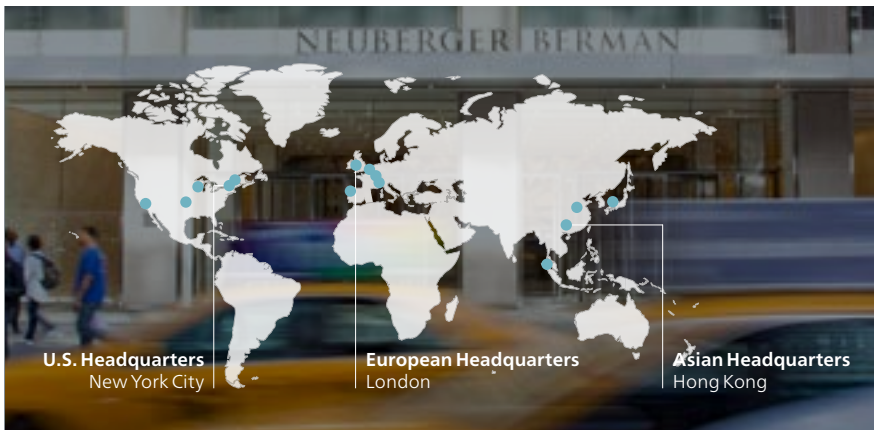 NEUBERGER BERMAN
U.S. Headquarters
New York City
European Headquarters
London
Asian Headquarters
Hong Kong